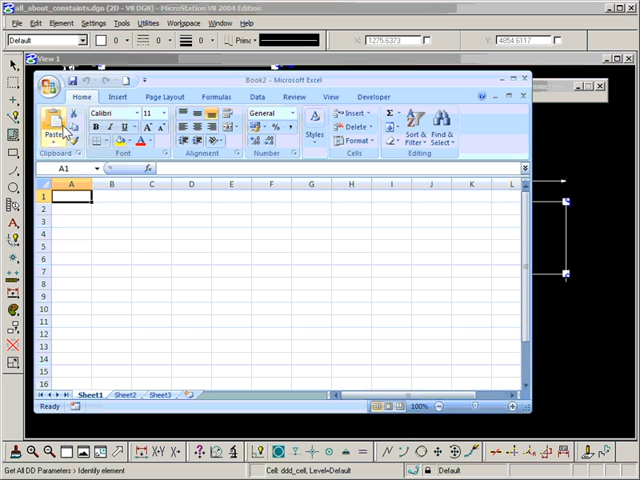 all_about_constaints.dgn (2D - V8 DGN) - MicroStation V8 2004 Edition
File Edit Element Settings Tools Utilities Workspace Window Help
Default 0 0 0 Prima
X 1275.6373 Y 4854.6117
View 1
Book2 - Microsoft Excel
Home Insert Page Layout Formulas Data Review View Developer
Paste Calibri 11 General Styles Insert Delete Format Sort & Filter Find & Select
B I U A A $ % ,
Clipboard Font Alignment Number Cells Editing
A1 fx
A B C D E F G H I J K L
1
2
3
4
5
6
7
8
9
10
11
12
13
14
15
16
Sheet1 Sheet2 Sheet3
Ready 100%
Get All DD Parameters > Identify element Cell: ddd_cell, Level=Default Default